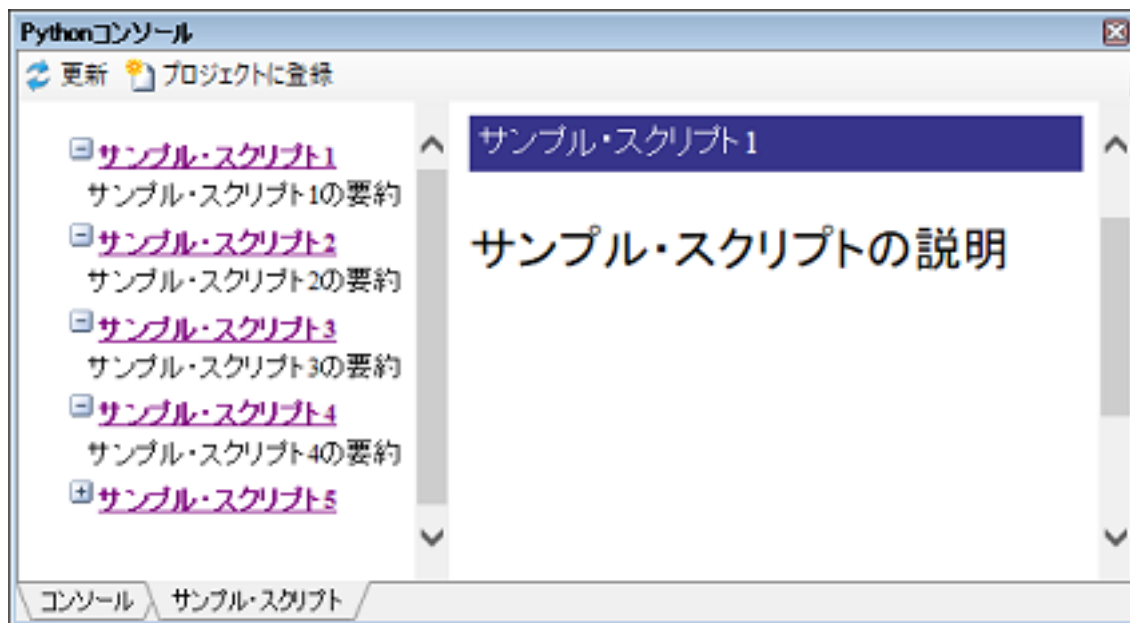 Pythonコンソール
更新 プロジェクトに登録
サンプル・スクリプト1
サンプル・スクリプト1の要約
サンプル・スクリプト2
サンプル・スクリプト2の要約
サンプル・スクリプト3
サンプル・スクリプト3の要約
サンプル・スクリプト4
サンプル・スクリプト4の要約
サンプル・スクリプト5
サンプル・スクリプト1
サンプル・スクリプトの説明
コンソール サンプル・スクリプト